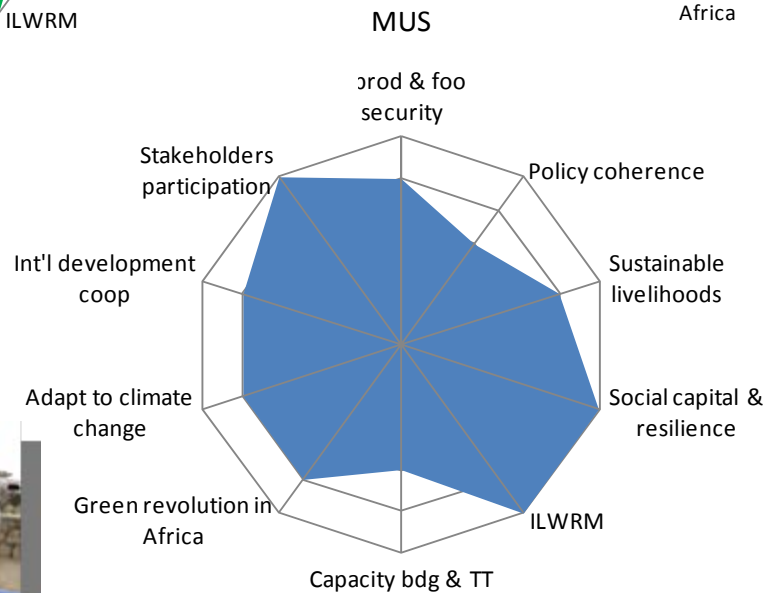 ILWRM
MUS
Africa
prod & foo
security
Stakeholders
participation
Policy coherence
Int'l development
coop
Sustainable
livelihoods
Adapt to climate
change
Social capital &
resilience
Green revolution in
Africa
ILWRM
Capacity bdg & TT